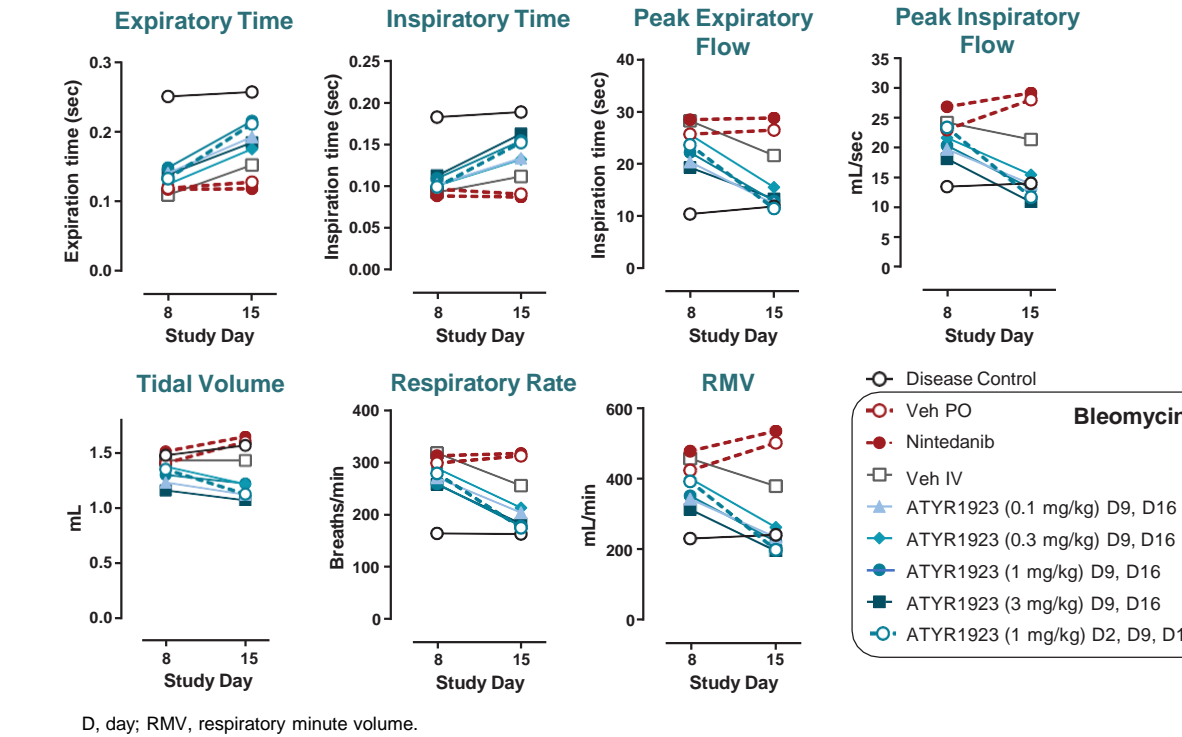 Expiratory Time
Expiration time (sec)
0.3
0.2
0.1
0.0
8
15
Study Day
Inspiratory Time
Inspiration time (sec)
0.25
0.20
0.15
0.10
0.05
0.00
8
15
Study Day
Peak Expiratory
Flow
Inspiration time (sec)
40
30
20
10
0
8
15
Study Day
Peak Inspiratory
Flow
mL/sec
35
30
25
20
15
10
5
0
8
15
Study Day
Tidal Volume
mL
1.5
1.0
0.5
0.0
8
15
Study Day
Respiratory Rate
Breaths/min
400
300
200
100
0
8
15
Study Day
RMV
mL/min
600
400
200
0
8
15
Study Day
Disease Control
Bleomycin
Veh PO
Nintedanib
Veh IV
ATYR1923 (0.1 mg/kg) D9, D16
ATYR1923 (0.3 mg/kg) D9, D16
ATYR1923 (1 mg/kg) D9, D16
ATYR1923 (3 mg/kg) D9, D16
ATYR1923 (1 mg/kg) D2, D9, D1
D, day; RMV, respiratory minute volume.